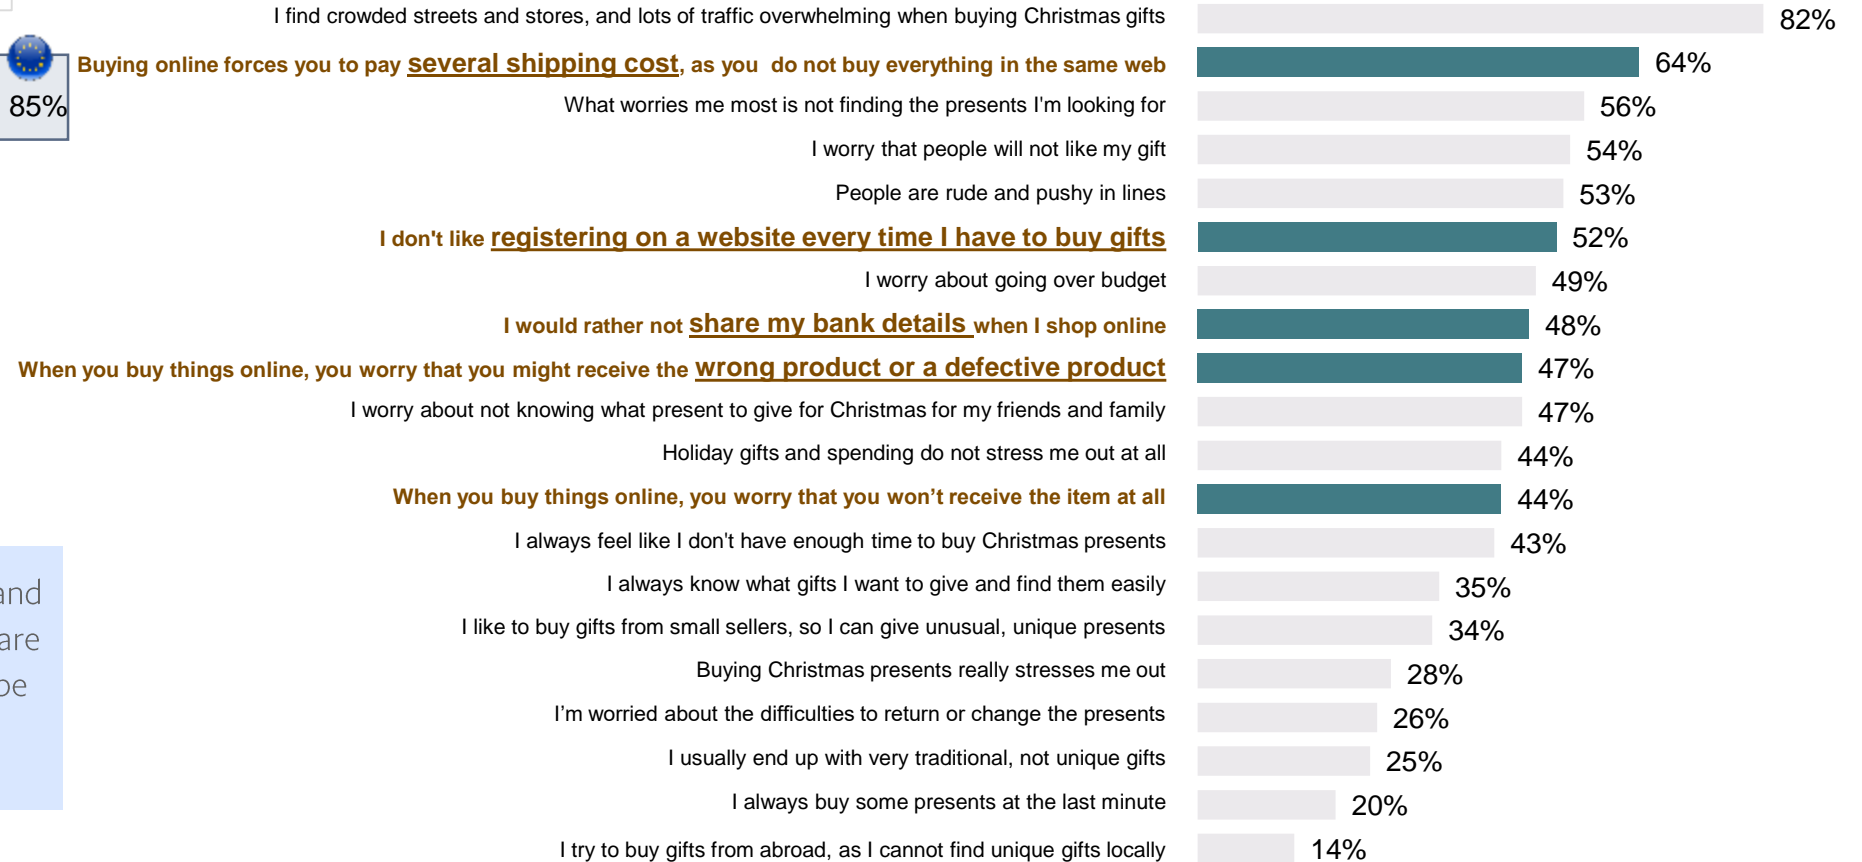 I find crowded streets and stores, and lots of traffic overwhelming when buying Christmas gifts 82%
Buying online forces you to pay several shipping cost, as you do not buy everything in the same web 64%
85%
What worries me most is not finding the presents I'm looking for 56%
I worry that people will not like my gift 54%
People are rude and pushy in lines 53%
I don't like registering on a website every time I have to buy gifts 52%
I worry about going over budget 49%
I would rather not share my bank details when I shop online 48%
When you buy things online, you worry that you might receive the wrong product or a defective product 47%
I worry about not knowing what present to give for Christmas for my friends and family 47%
Holiday gifts and spending do not stress me out at all 44%
When you buy things online, you worry that you won’t receive the item at all 44%
I always feel like I don't have enough time to buy Christmas presents 43%
I always know what gifts I want to give and find them easily 35%
and
I like to buy gifts from small sellers, so I can give unusual, unique presents 34%
are
Buying Christmas presents really stresses me out 28%
be
I’m worried about the difficulties to return or change the presents 26%
I usually end up with very traditional, not unique gifts 25%
I always buy some presents at the last minute 20%
I try to buy gifts from abroad, as I cannot find unique gifts locally 14%